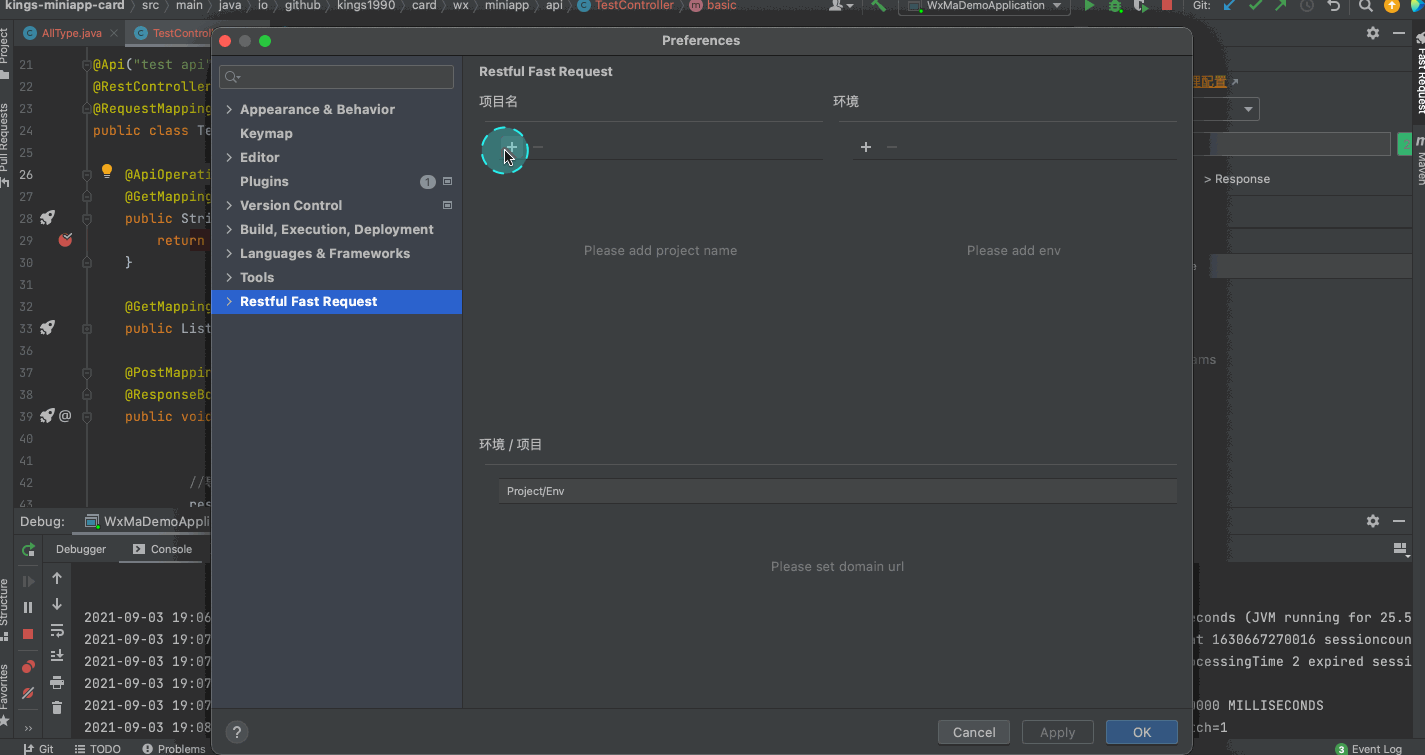 kings-miniapp-card src main java io github kings1990 card wx miniapp api TestController basic WxMaDemoApplication Git:
AllType.java TestControl
Preferences
Project
Pull Requests
Structure
Favorites
Fast Request
Maven
21 @Api("test api"
22 @RestController
23 @RequestMapping
24 public class Te
25
26 @ApiOperati
27 @GetMapping
28 public Stri
29 return
30 }
31
32 @GetMapping
33 public List
36
37 @PostMappin
38 @ResponseBo
39 public void
40
41
42
43 res
Appearance & Behavior
Keymap
Editor
Plugins 1
Version Control
Build, Execution, Deployment
Languages & Frameworks
Tools
Restful Fast Request
Restful Fast Request
项目名 环境
Please add project name Please add env
环境 / 项目
Project/Env
Please set domain url
理配置
> Response
ams
Debug: WxMaDemoAppli
Debugger Console
2021-09-03 19:06 econds (JVM running for 25.5
2021-09-03 19:07 at 1630667270016 sessioncoun
2021-09-03 19:07 ocessingTime 2 expired sessi
2021-09-03 19:07
2021-09-03 19:07 0000 MILLISECONDS
2021-09-03 19:08 tch=1
? Cancel Apply OK
Git TODO Problems 3 Event Log